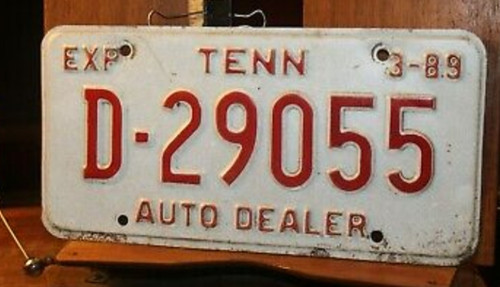 EXP TENN 3-89
D-29055
AUTO DEALER